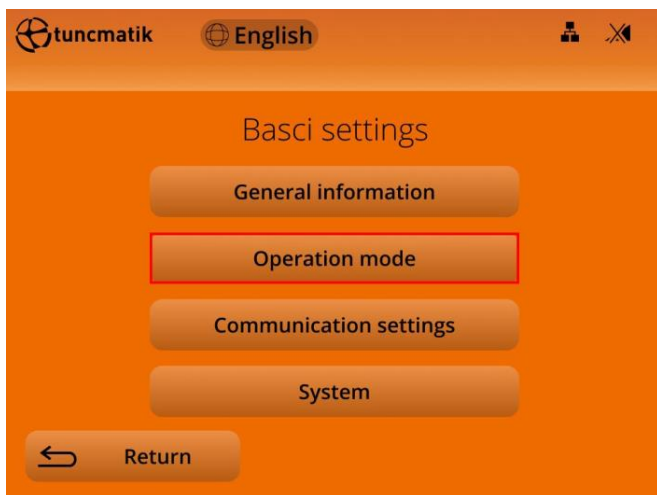 tuncmatik English
Basci settings
General information
Operation mode
Communication settings
System
Return